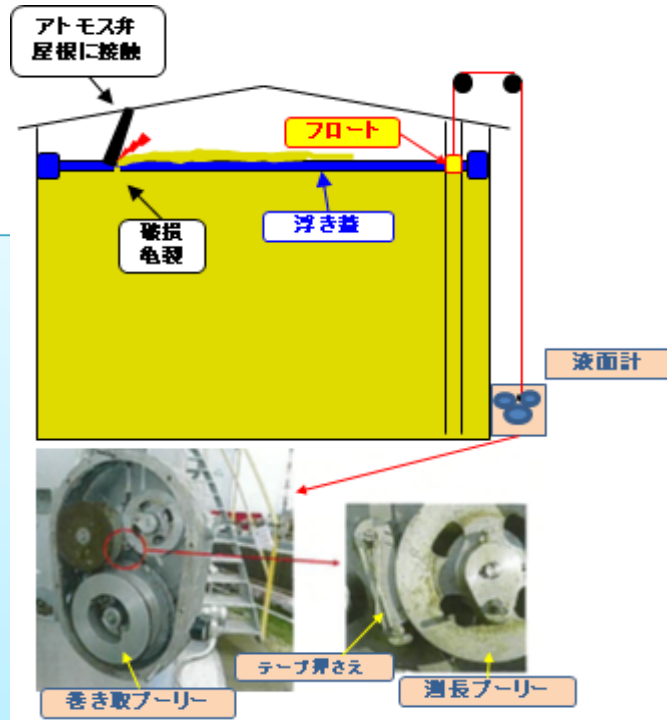 アトモス弁
屋根に接触
フロート
浮き蓋
破損
亀裂
液面計
テープ押さえ
巻き取プーリー
測長プーリー